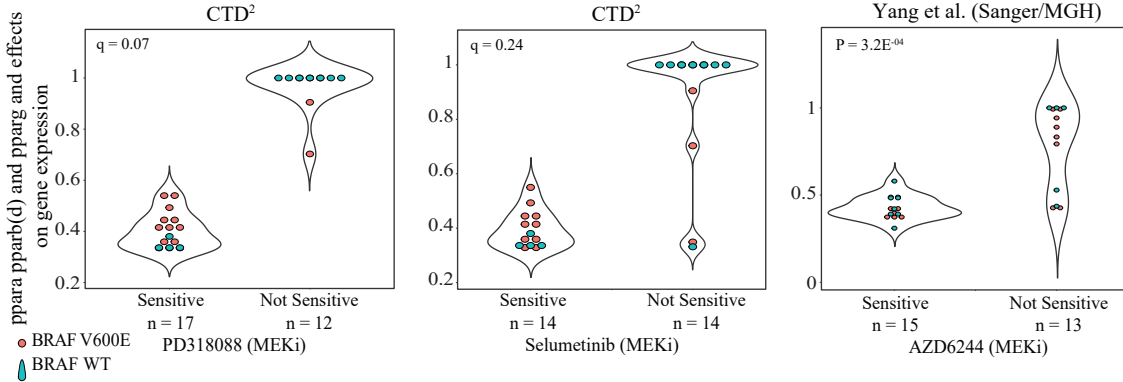 CTD²
CTD²
Yang et al. (Sanger/MGH)
ppara pparb(d) and pparg and effects
on gene expression
q = 0.07
1
0.8
0.6
0.4
0.2
Sensitive
Not Sensitive
n = 17
n = 12
PD318088 (MEKi)
q = 0.24
1
0.8
0.6
0.4
0.2
Sensitive
Not Sensitive
n = 14
n = 14
Selumetinib (MEKi)
P = 3.2E⁻⁰⁴
1
0.5
0
Sensitive
Not Sensitive
n = 15
n = 13
AZD6244 (MEKi)
BRAF V600E
BRAF WT